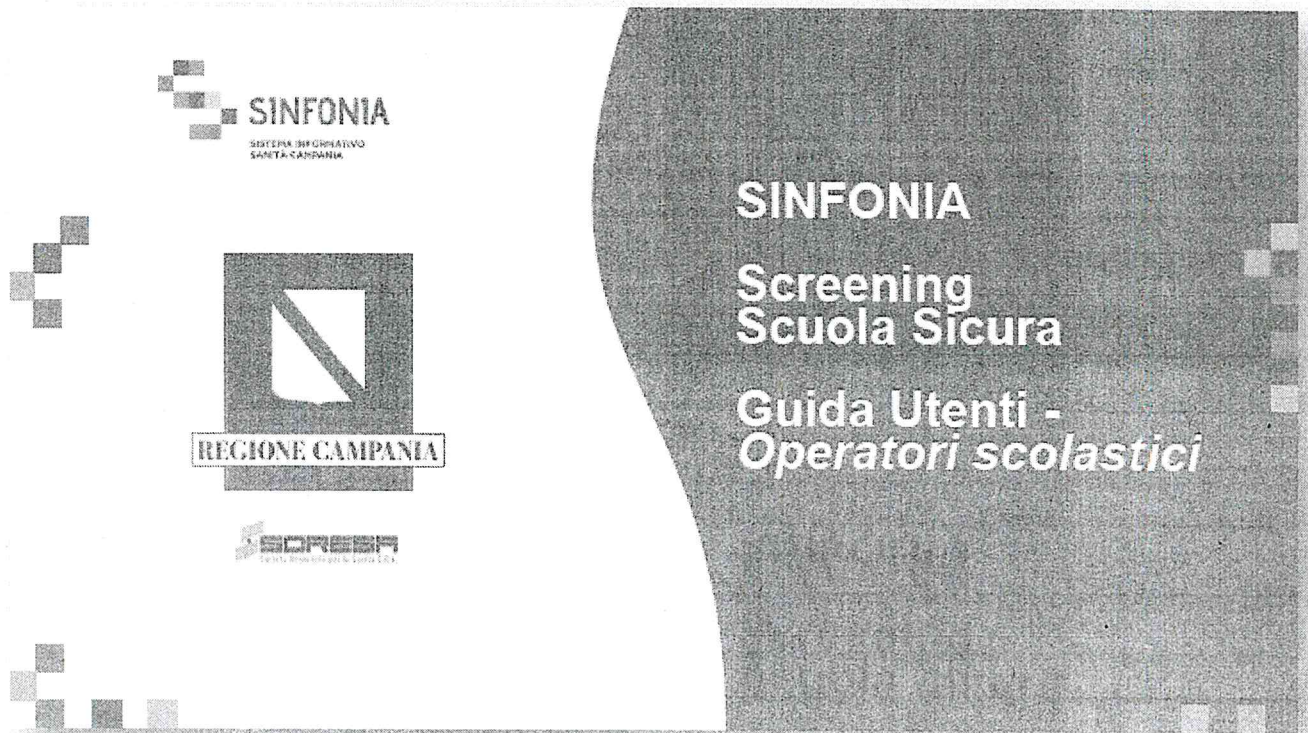 SINFONIA
SISTEMA INFORMATIVO
SANITÀ CAMPANIA
REGIONE CAMPANIA
SORESA
SINFONIA
Screening
Scuola Sicura
Guida Utenti -
Operatori scolastici